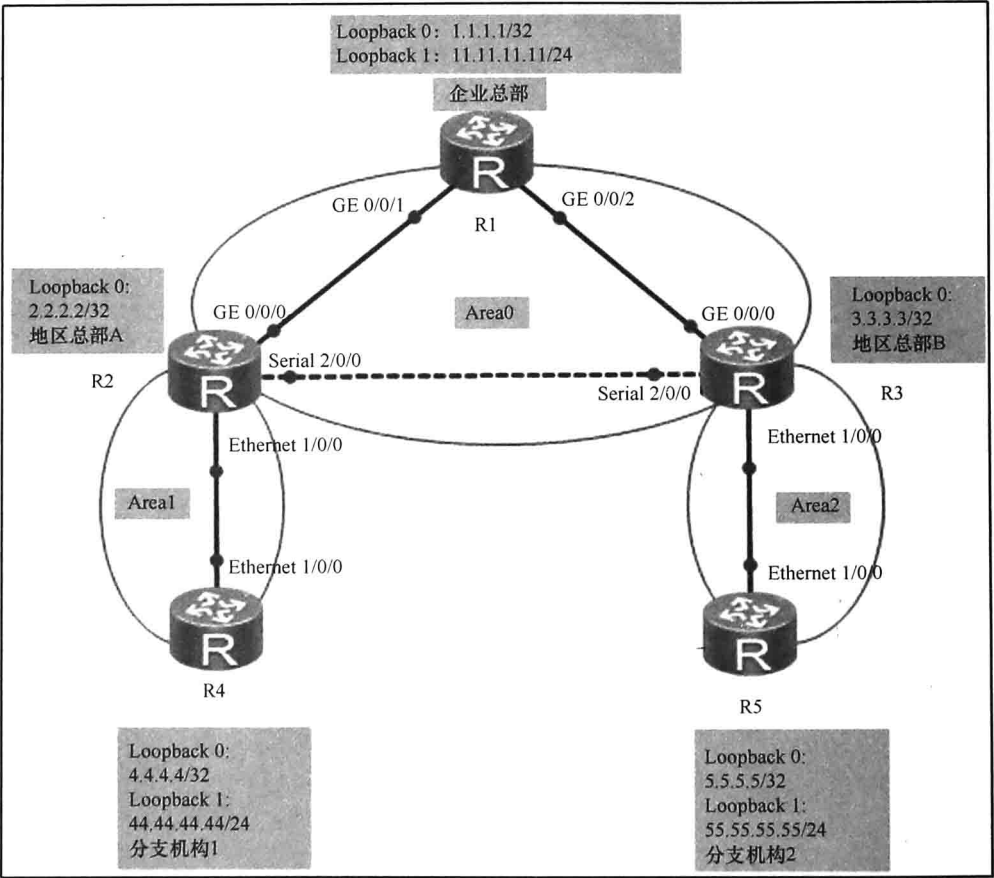 Loopback 0: 1.1.1.1/32
Loopback 1: 11.11.11.11/24
企业总部
R
GE 0/0/1
GE 0/0/2
R1
Loopback 0:
2.2.2.2/32
地区总部A
GE 0/0/0
Area0
GE 0/0/0
Loopback 0:
3.3.3.3/32
地区总部B
R2
R
Serial 2/0/0
Serial 2/0/0
R
R3
Ethernet 1/0/0
Ethernet 1/0/0
Area1
Area2
Ethernet 1/0/0
Ethernet 1/0/0
R
R
R4
R5
Loopback 0:
4.4.4.4/32
Loopback 1:
44.44.44.44/24
分支机构1
Loopback 0:
5.5.5.5/32
Loopback 1:
55.55.55.55/24
分支机构2